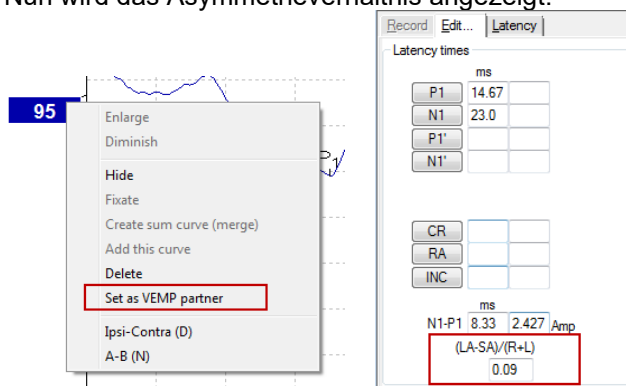 Nun wird das Asymmetrieverhältnis angezeigt.
95
Enlarge
Diminish
Hide
Fixate
Create sum curve (merge)
Add this curve
Delete
Set as VEMP partner
Ipsi-Contra (D)
A-B (N)
Record Edit... Latency
Latency times
ms
P1 14.67
N1 23.0
P1'
N1'
CR
RA
INC
ms
N1-P1 8.33 2.427 Amp
(LA-SA)/(R+L)
0.09